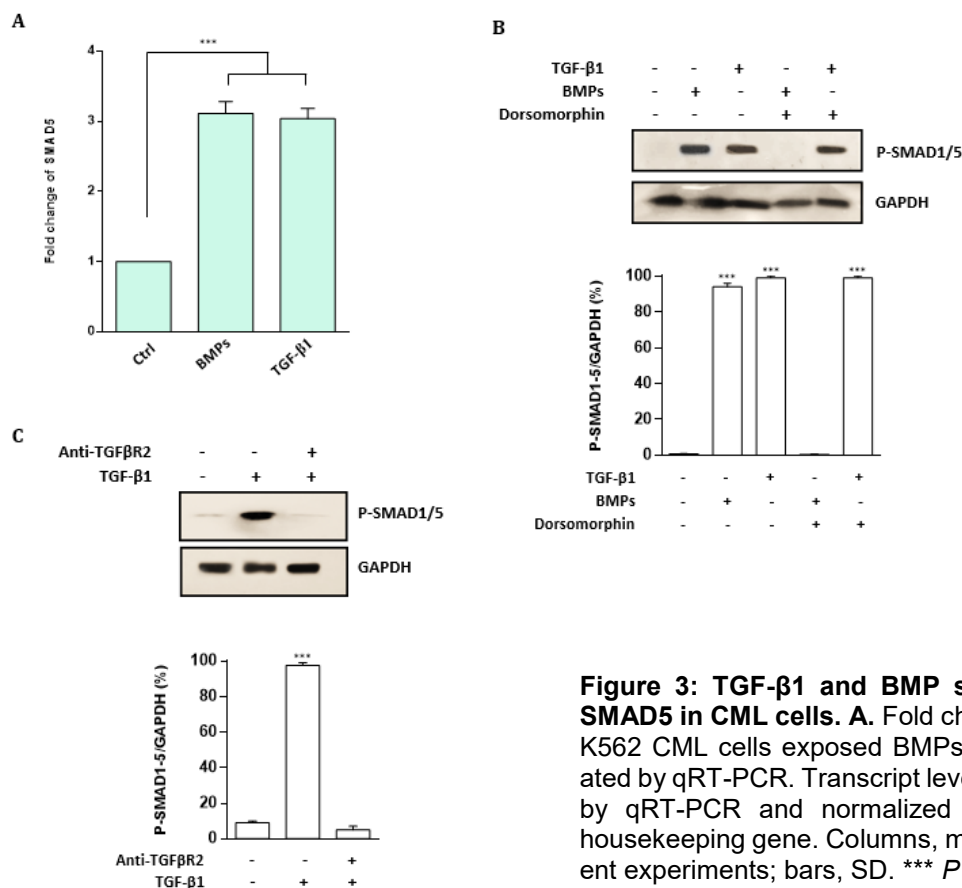 A
***
4
3
2
1
0
Fold change of SMAD5
Ctrl
BMPs
TGF-β1
B
TGF-β1 - - + - +
BMPs - + - + -
Dorsomorphin - - - + +
P-SMAD1/5
GAPDH
*** *** ***
100
80
60
40
20
0
P-SMAD1-5/GAPDH (%)
TGF-β1 - - + - +
BMPs - + - + -
Dorsomorphin - - - + +
C
Anti-TGFβR2 - - +
TGF-β1 - + +
P-SMAD1/5
GAPDH
***
100
80
60
40
20
0
P-SMAD1-5/GAPDH (%)
Anti-TGFβR2 - - +
TGF-β1 - + +
Figure 3: TGF-β1 and BMP s
SMAD5 in CML cells. A. Fold ch
K562 CML cells exposed BMPs
ated by qRT-PCR. Transcript leve
by qRT-PCR and normalized
housekeeping gene. Columns, m
ent experiments; bars, SD. *** P